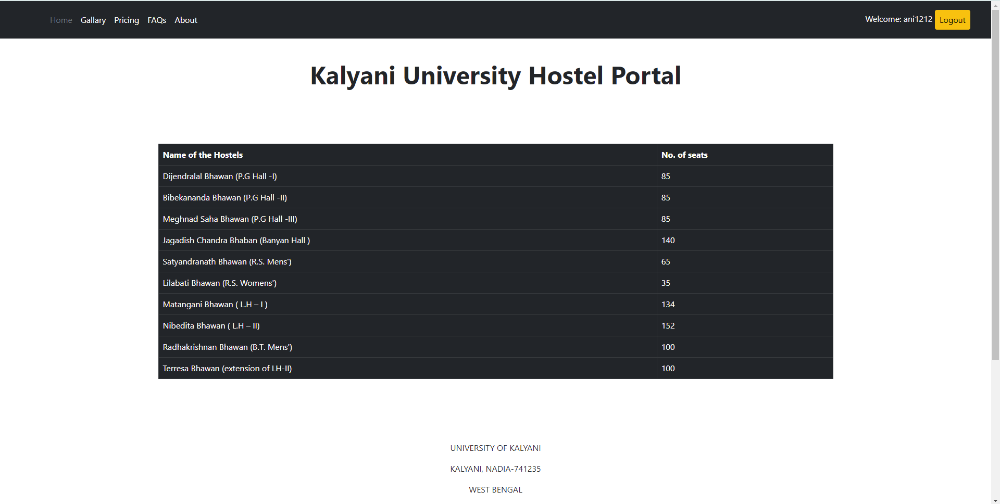 Home Gallary Pricing FAQs About Welcome: ani1212 Logout
Kalyani University Hostel Portal
Name of the Hostels No. of seats
Dijendralal Bhawan (P.G Hall -I) 85
Bibekananda Bhawan (P.G Hall -II) 85
Meghnad Saha Bhawan (P.G Hall -III) 85
Jagadish Chandra Bhaban (Banyan Hall ) 140
Satyandranath Bhawan (R.S. Mens') 65
Lilabati Bhawan (R.S. Womens') 35
Matangani Bhawan ( L.H – I ) 134
Nibedita Bhawan ( L.H – II) 152
Radhakrishnan Bhawan (B.T. Mens') 100
Terresa Bhawan (extension of LH-II) 100
UNIVERSITY OF KALYANI
KALYANI, NADIA-741235
WEST BENGAL